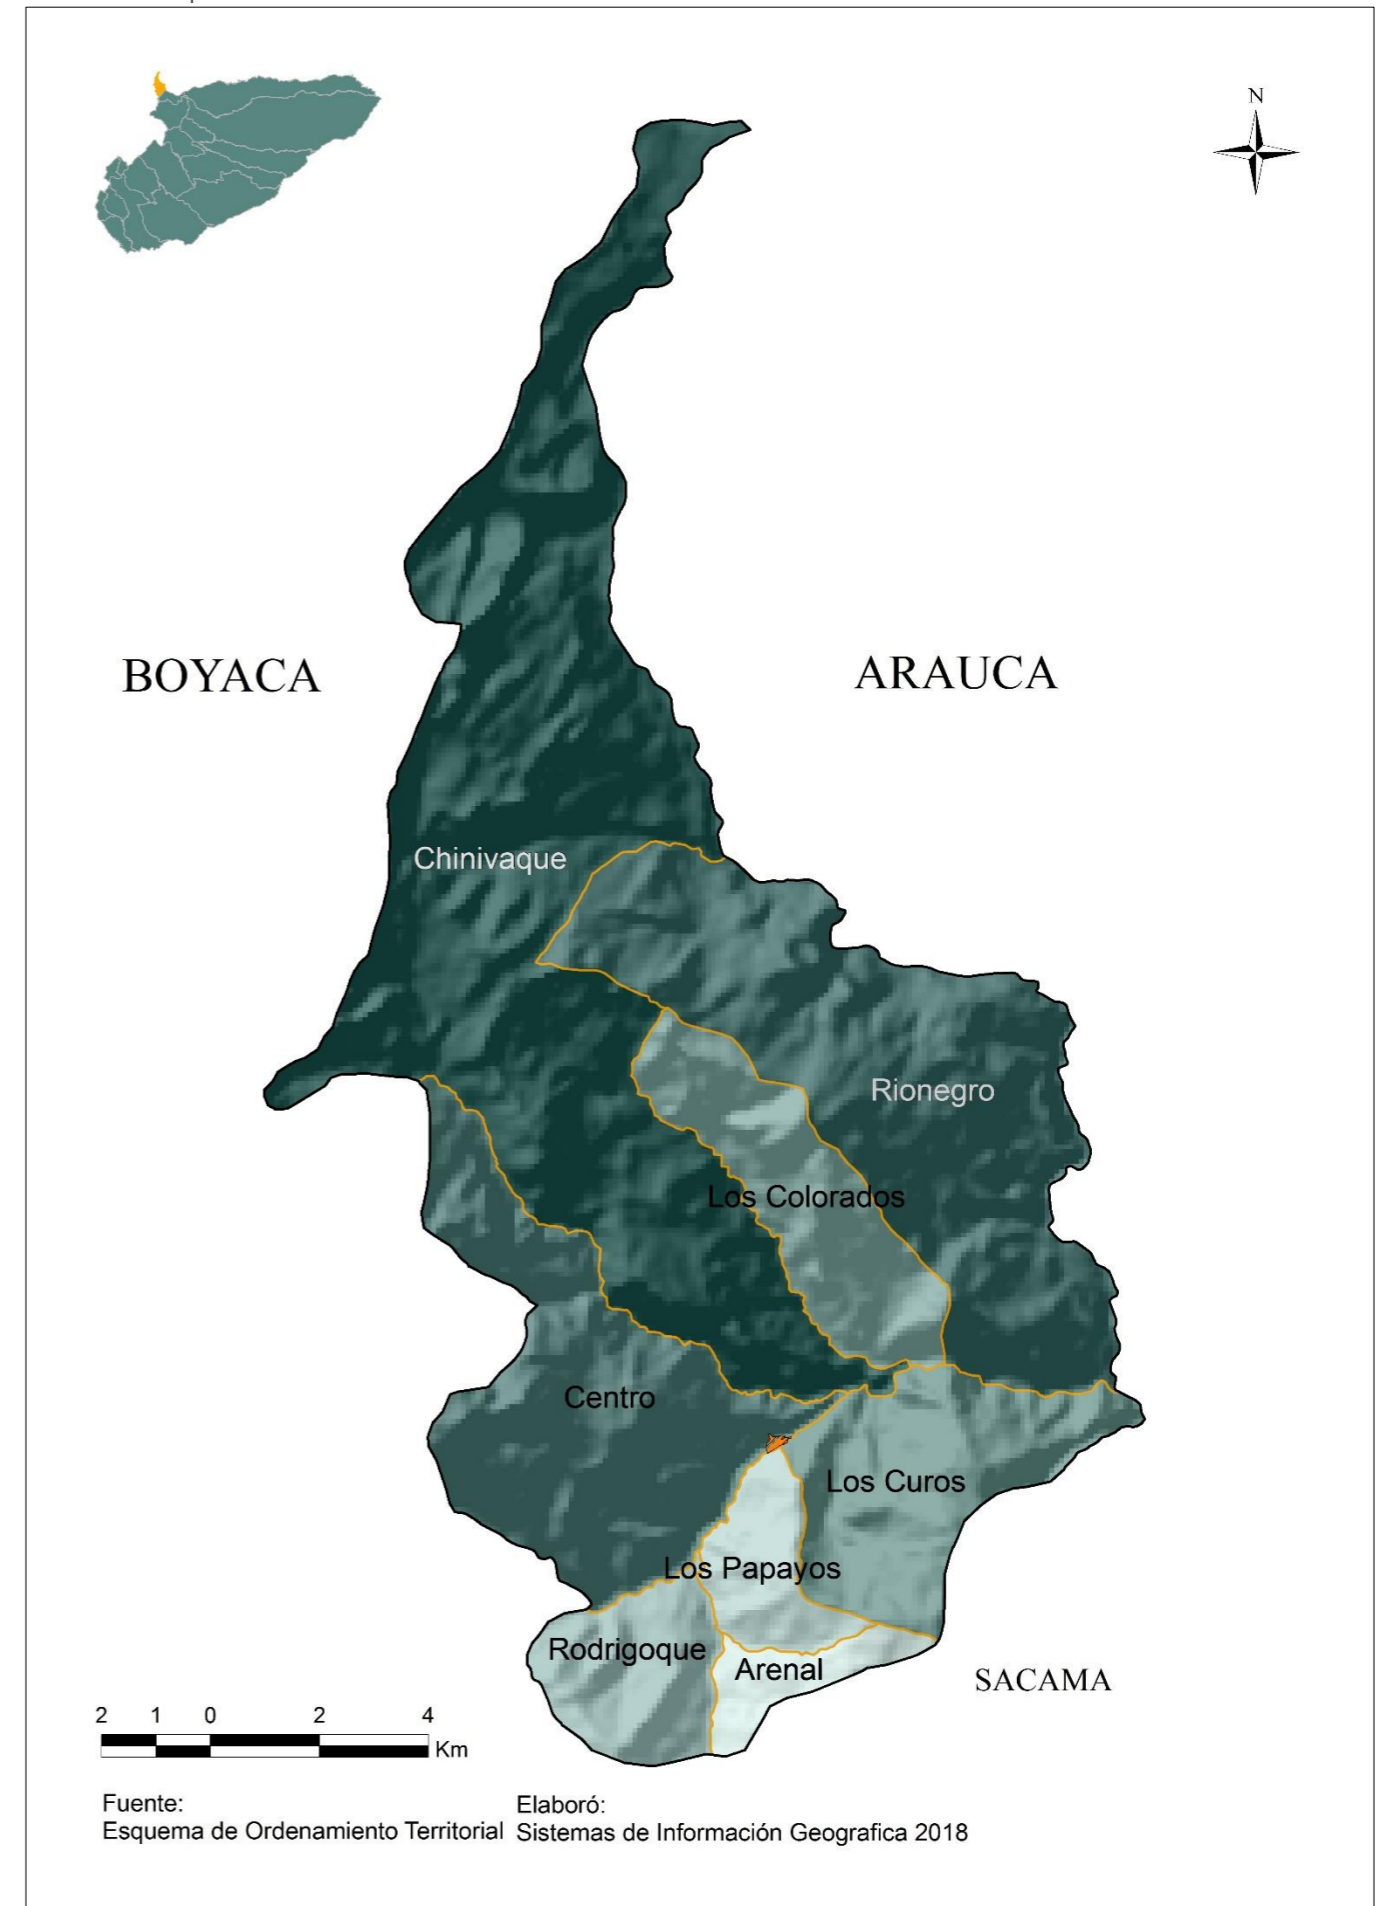 N
BOYACA
ARAUCA
Chinivaque
Rionegro
Los Colorados
Centro
Los Curos
Los Papayos
Rodrigoque
Arenal
SACAMA
2 1 0 2 4
Km
Fuente:
Esquema de Ordenamiento Territorial
Elaboró:
Sistemas de Información Geografica 2018